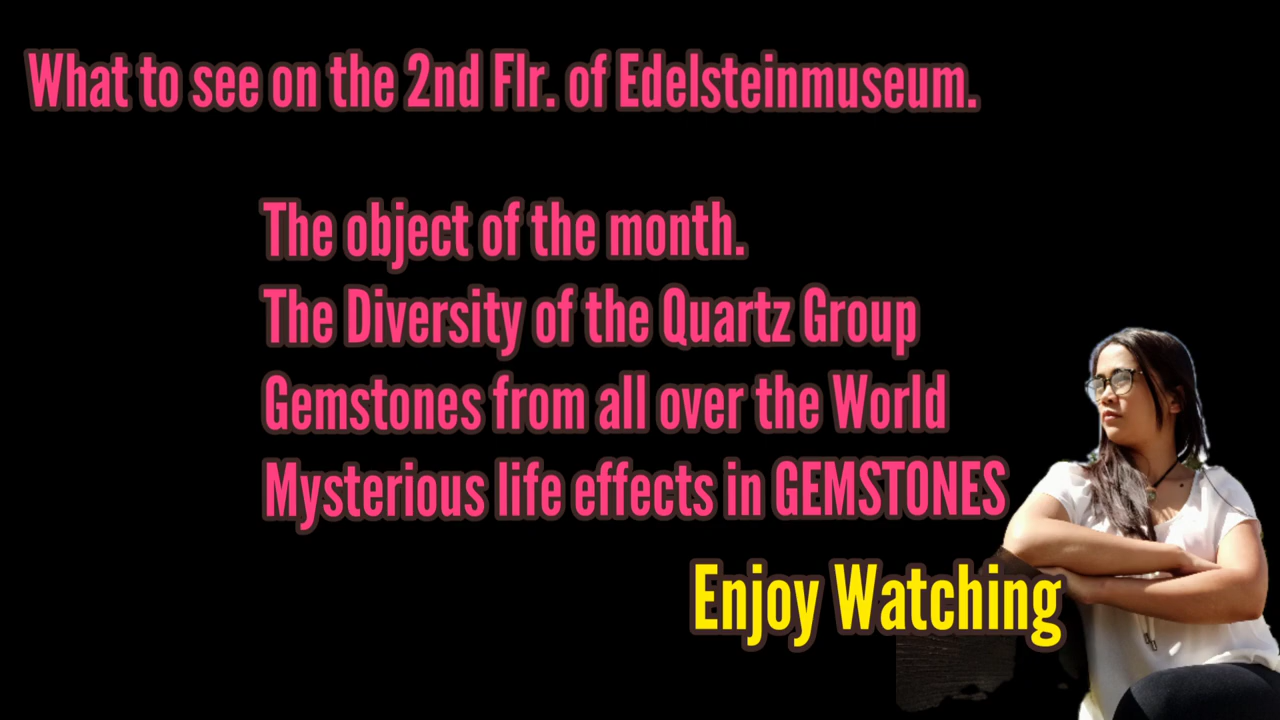 What to see on the 2nd Flr. of Edelsteinmuseum.
The object of the month.
The Diversity of the Quartz Group
Gemstones from all over the World
Mysterious life effects in GEMSTONES
Enjoy Watching